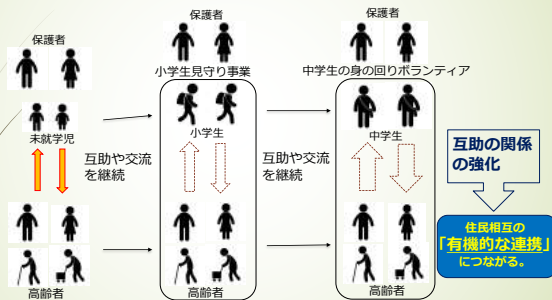 保護者
未就学児
高齢者
互助や交流
を継続
保護者
小学生見守り事業
小学生
高齢者
互助や交流
を継続
保護者
中学生の身の回りボランティア
中学生
高齢者
互助の関係
の強化
住民相互の
「有機的な連携」
につながる。